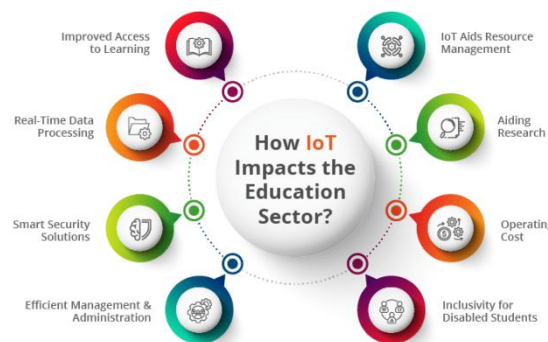 Improved Access
to Learning
IoT Aids Resource
Management
Real-Time Data
Processing
How IoT
Impacts the
Education
Sector?
Aiding
Research
Smart Security
Solutions
Operating
Cost
Efficient Management &
Administration
Inclusivity for
Disabled Students